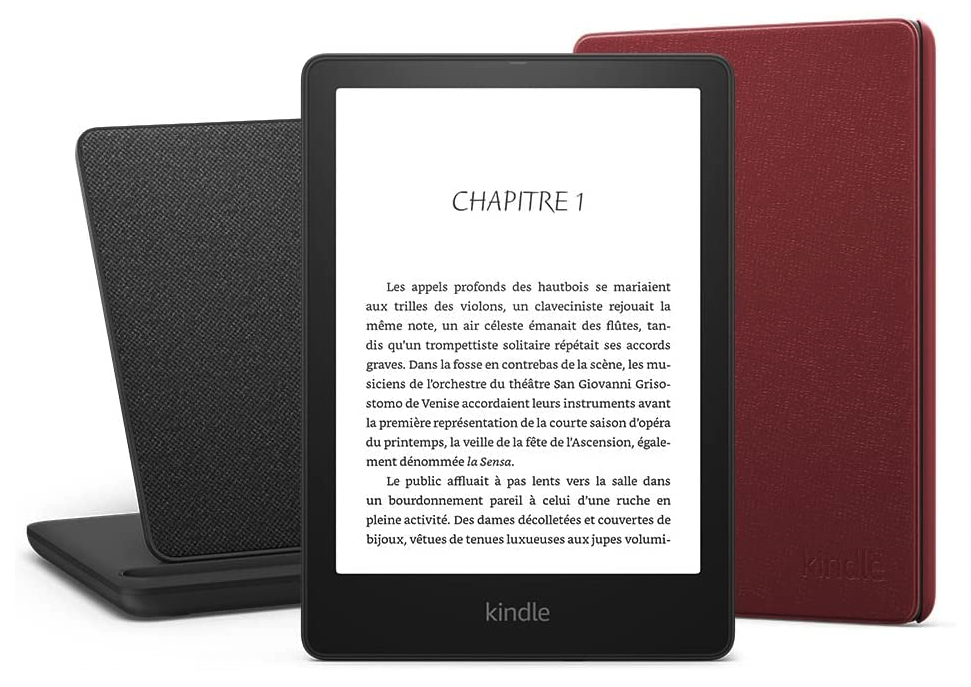 CHAPITRE 1
Les appels profonds des hautbois se mariaient
aux trilles des violons, un claveciniste rejouait la
même note, un air céleste émanait des flûtes, tan-
dis qu'un trompettiste solitaire répétait ses accords
graves. Dans la fosse en contrebas de la scène, les mu-
siciens de l'orchestre du théâtre San Giovanni Griso-
stomo de Venise accordaient leurs instruments avant
la première représentation de la courte saison d'opéra
du printemps, la veille de la fête de l'Ascension, égale-
ment dénommée la Sensa.
Le public affluait à pas lents vers la salle dans
un bourdonnement pareil à celui d'une ruche en
pleine activité. Des dames décolletées et couvertes de
bijoux, vêtues de tenues luxueuses aux jupes volumi-
kindle
kindle